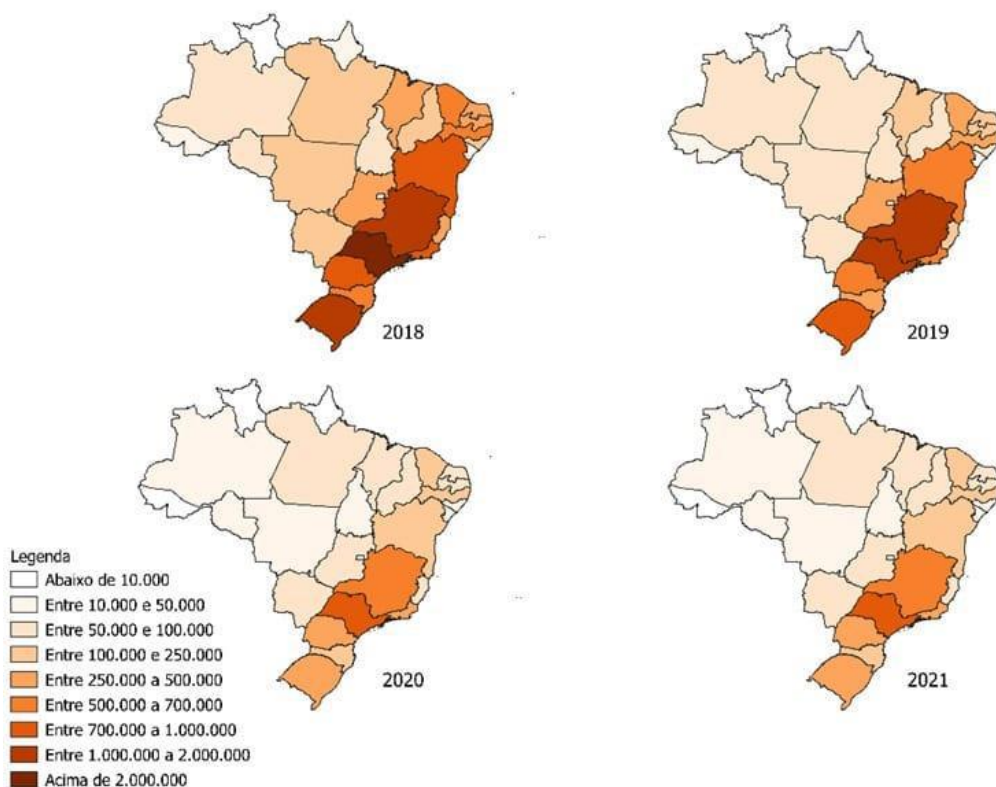 2018
2019
2020
2021
Legenda
Abaixo de 10.000
Entre 10.000 e 50.000
Entre 50.000 e 100.000
Entre 100.000 e 250.000
Entre 250.000 a 500.000
Entre 500.000 a 700.000
Entre 700.000 a 1.000.000
Entre 1.000.000 a 2.000.000
Acima de 2.000.000